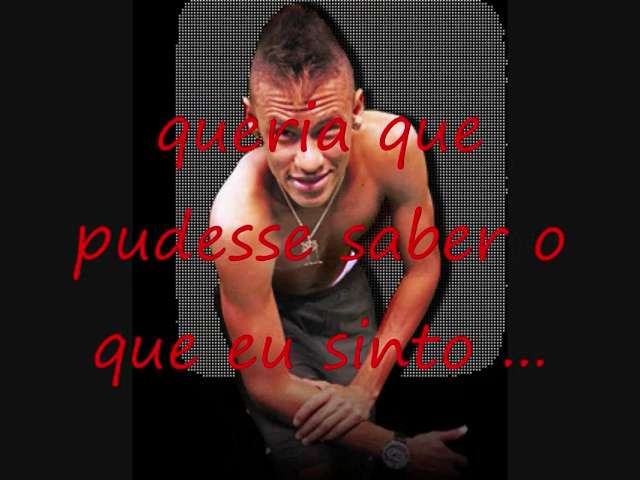 queria que
pudesse saber o
que eu sinto ...